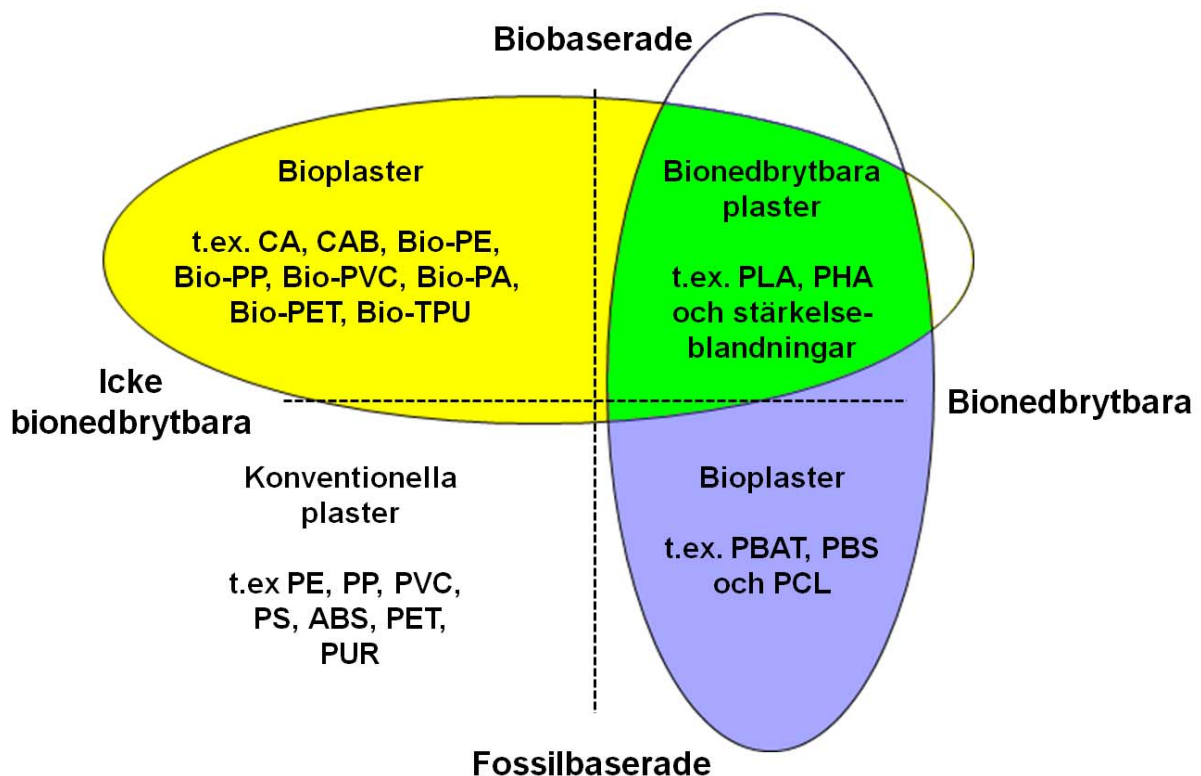 Biobaserade
Bioplaster
t.ex. CA, CAB, Bio-PE,
Bio-PP, Bio-PVC, Bio-PA,
Bio-PET, Bio-TPU
Bionedbrytbara
plaster
t.ex. PLA, PHA
och stärkelse-
blandningar
Icke
bionedbrytbara
Bionedbrytbara
Konventionella
plaster
t.ex PE, PP, PVC,
PS, ABS, PET,
PUR
Bioplaster
t.ex. PBAT, PBS
och PCL
Fossilbaserade